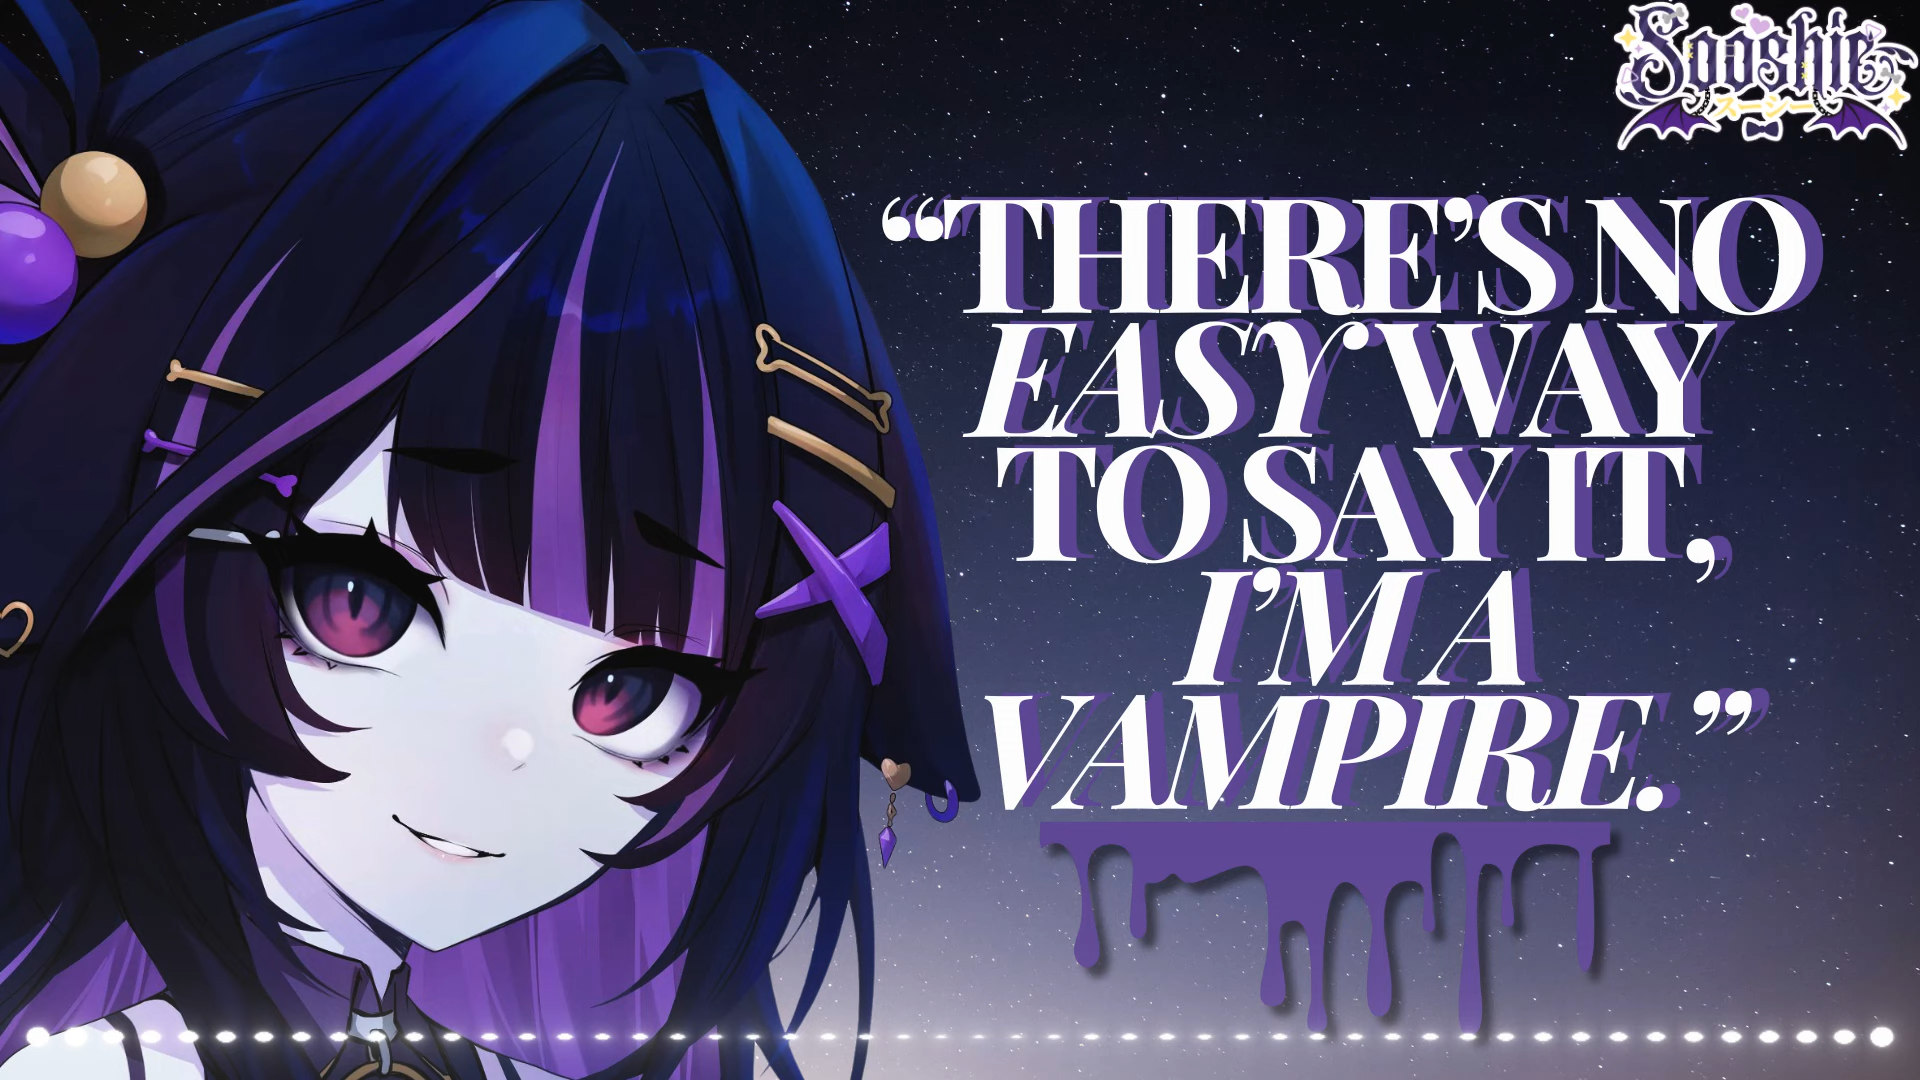 Sooshie
スーシー
“THERE’S NO
EASY WAY
TO SAY IT,
I’M A
VAMPIRE.”